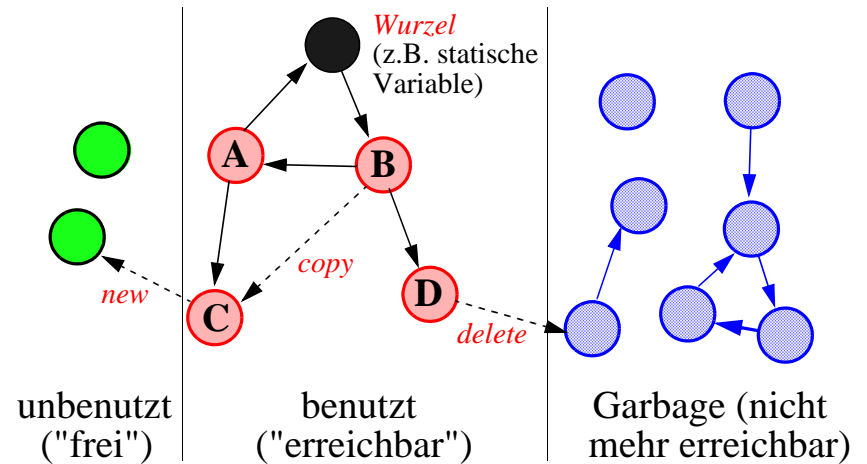 Wurzel
(z.B. statische
Variable)
A
B
copy
new
C
D
delete
unbenutzt
("frei")
benutzt
("erreichbar")
Garbage (nicht
mehr erreichbar)